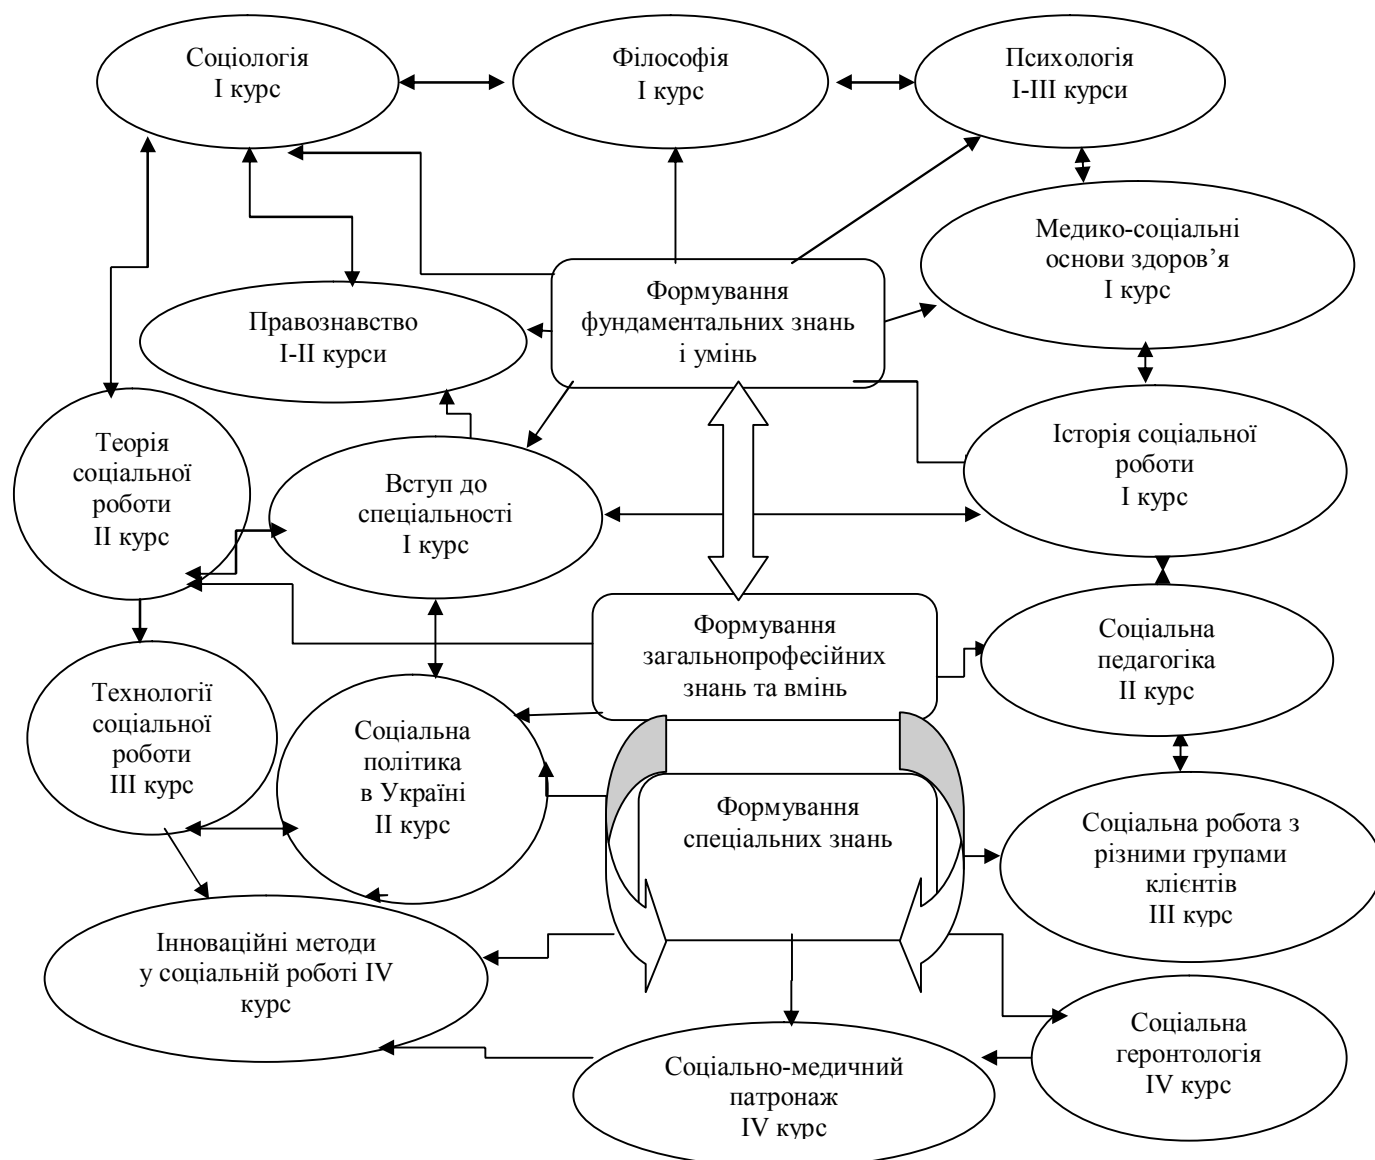 Соціологія
І курс
Філософія
І курс
Психологія
І-ІІІ курси
Медико-соціальні
основи здоров’я
І курс
Формування
фундаментальних знань
і умінь
Правознавство
І-ІІ курси
Теорія
соціальної
роботи
ІІ курс
Вступ до
спеціальності
І курс
Історія соціальної
роботи
І курс
Формування
загальнопрофесійних
знань та вмінь
Соціальна
педагогіка
ІІ курс
Технології
соціальної
роботи
ІІІ курс
Соціальна
політика
в Україні
ІІ курс
Формування
спеціальних знань
Соціальна робота з
різними групами
клієнтів
ІІІ курс
Інноваційні методи
у соціальній роботі IV
курс
Соціальна
геронтологія
IV курс
Соціально-медичний
патронаж
IV курс